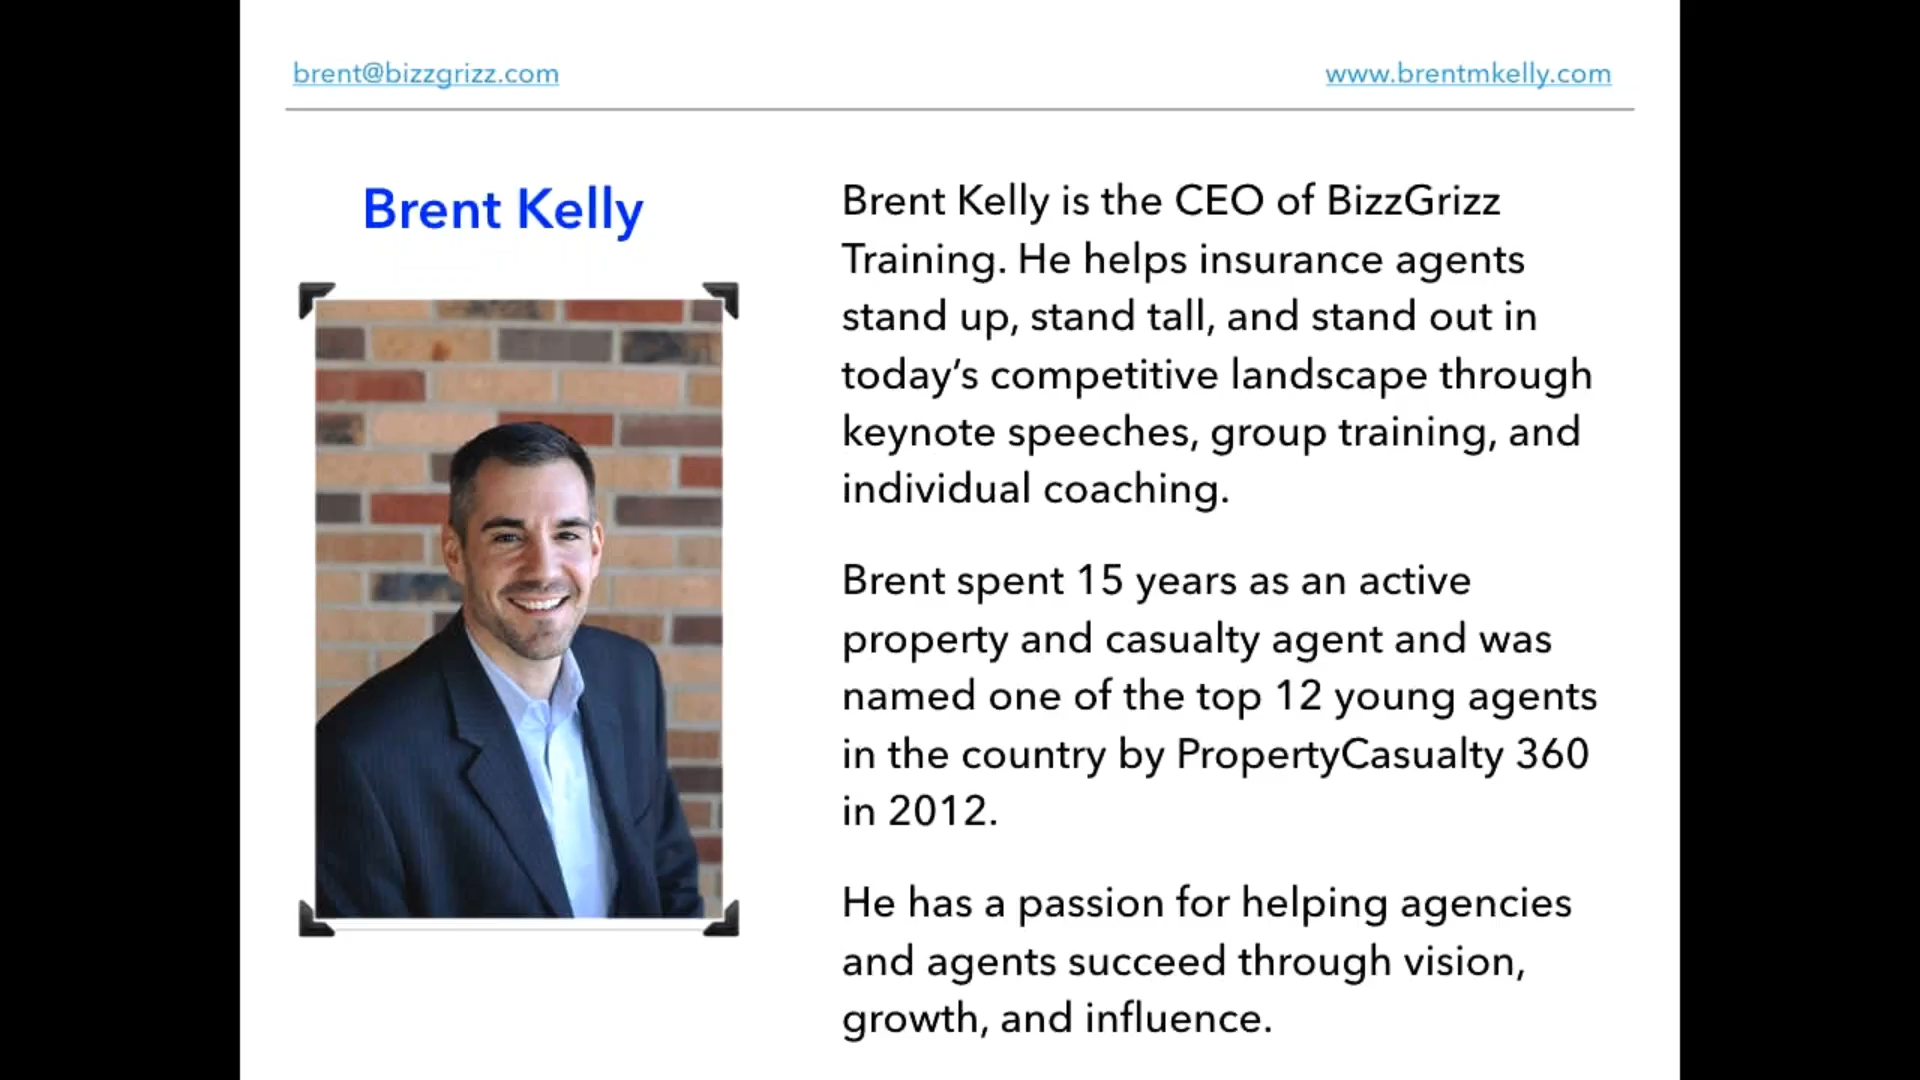 brent@bizzgrizz.com
www.brentmkelly.com
Brent Kelly
Brent Kelly is the CEO of BizzGrizz
Training. He helps insurance agents
stand up, stand tall, and stand out in
today’s competitive landscape through
keynote speeches, group training, and
individual coaching.
Brent spent 15 years as an active
property and casualty agent and was
named one of the top 12 young agents
in the country by PropertyCasualty 360
in 2012.
He has a passion for helping agencies
and agents succeed through vision,
growth, and influence.